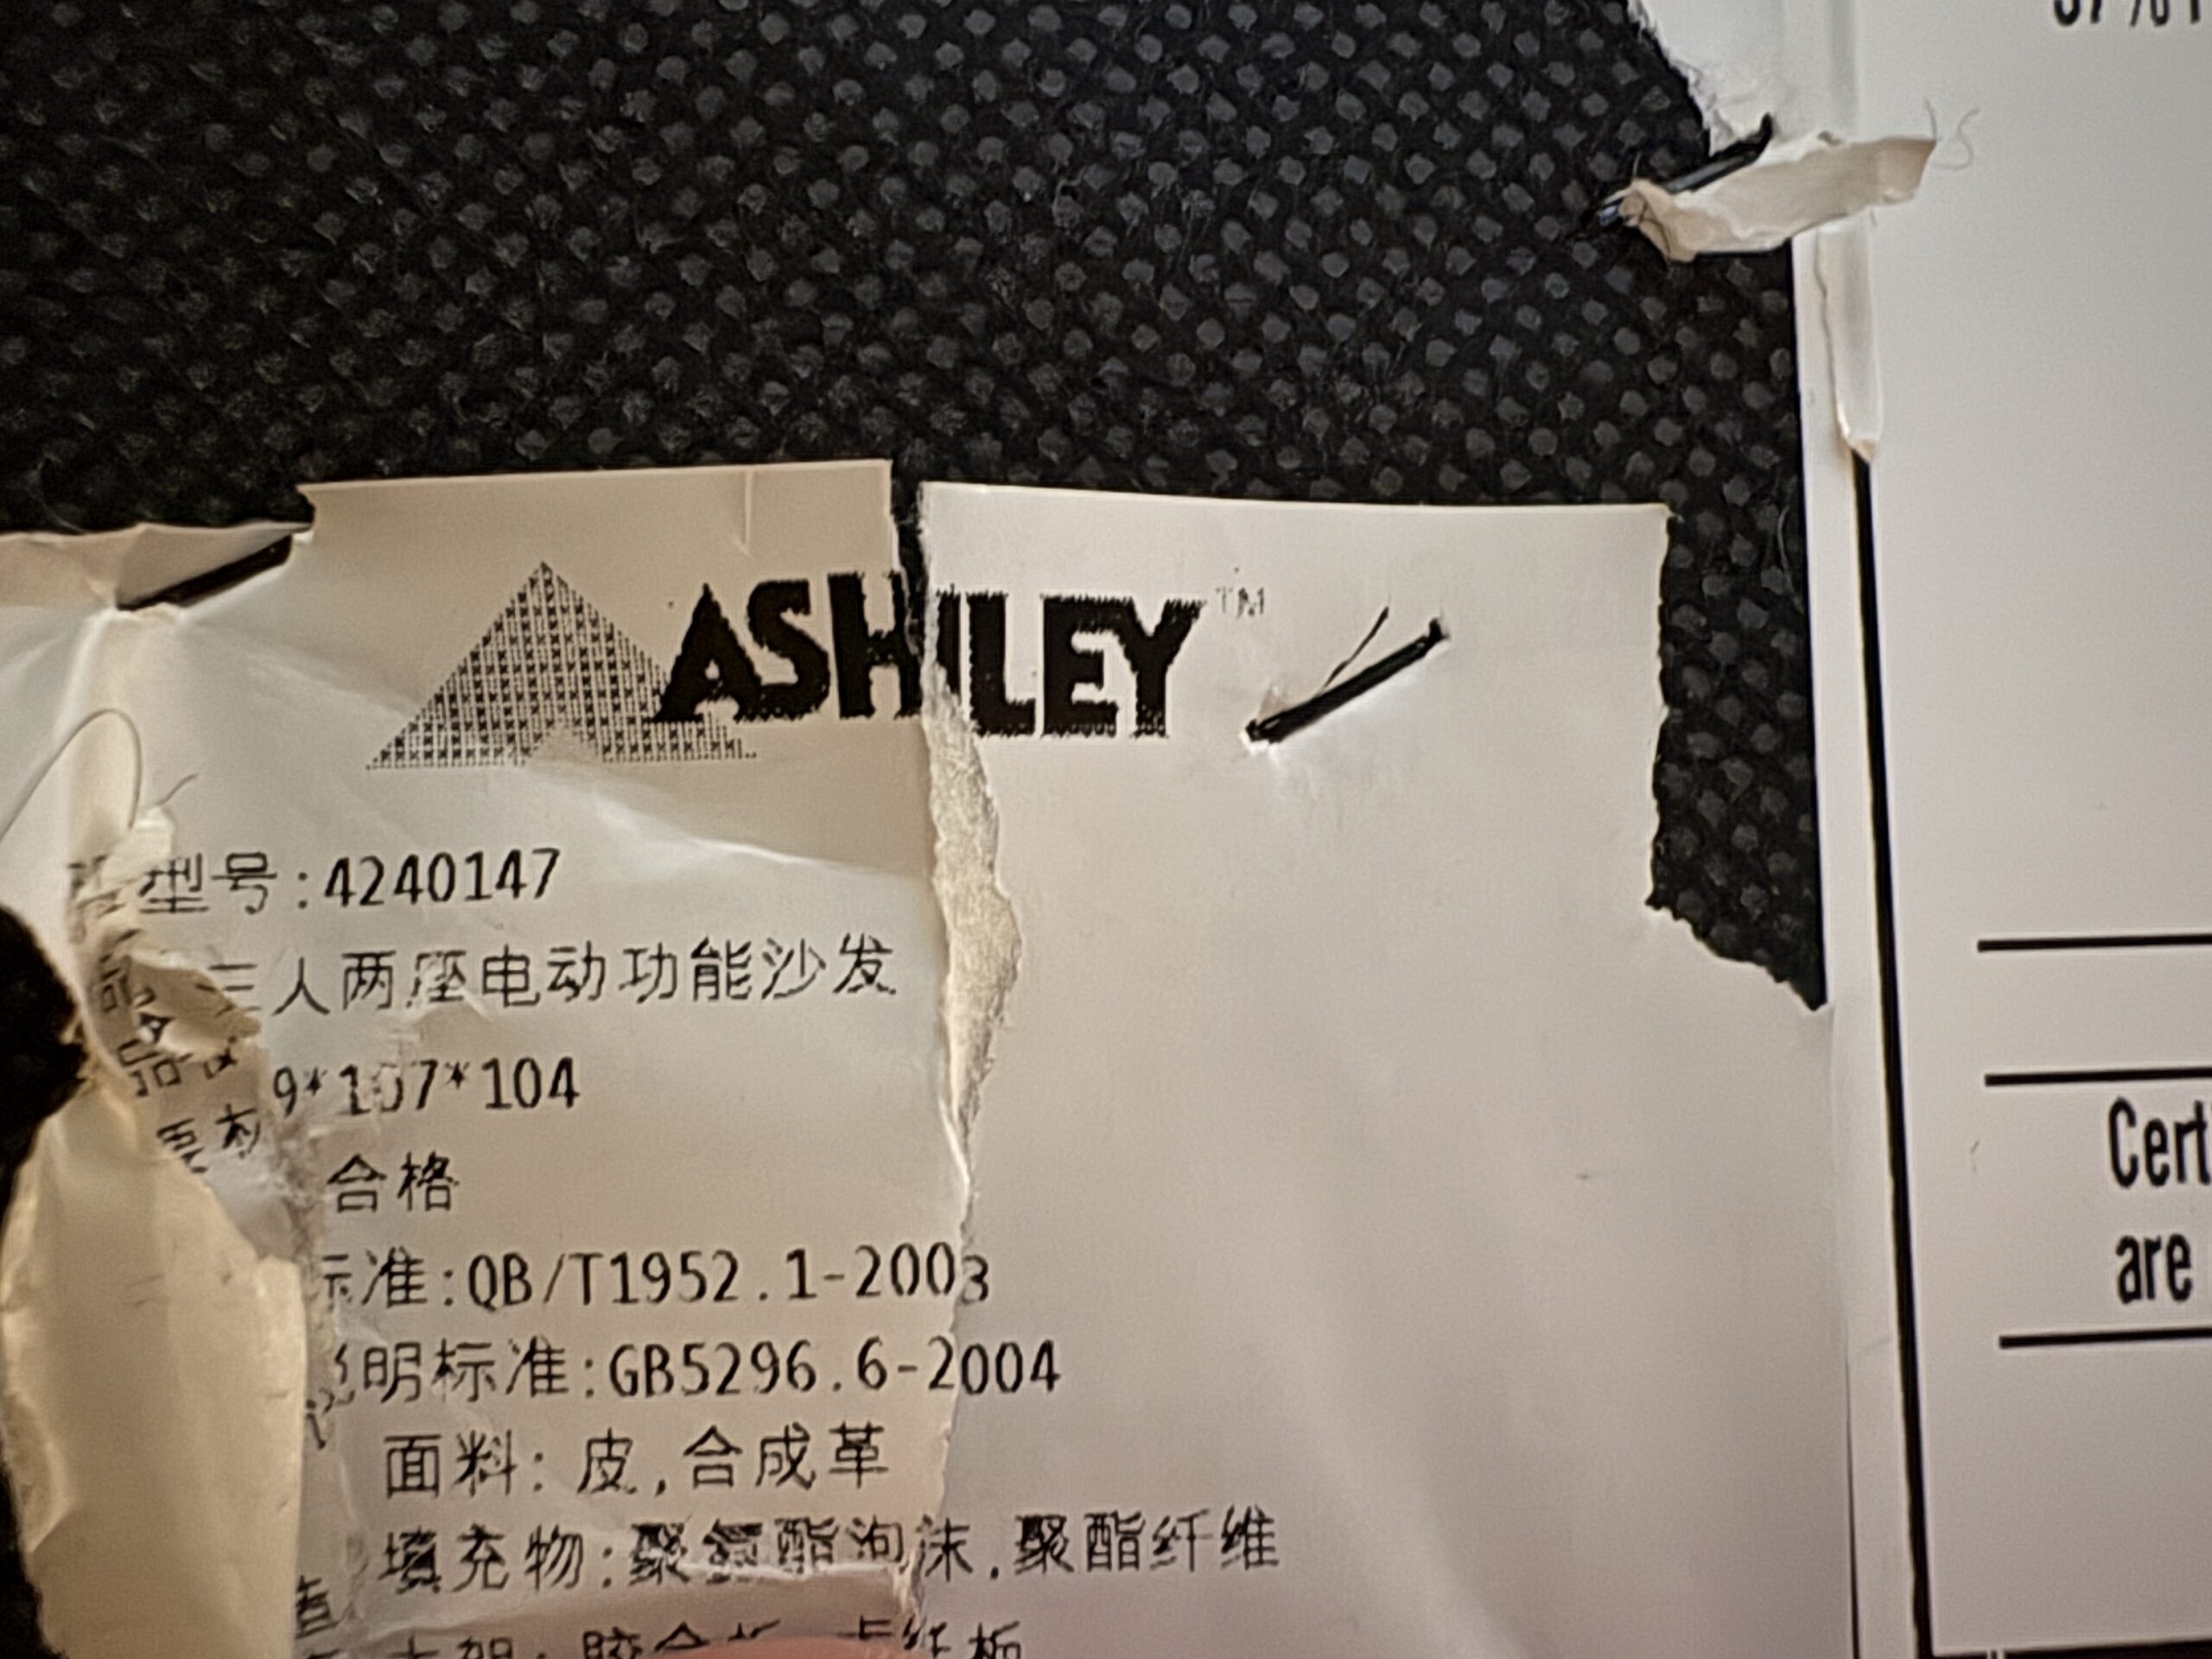 ASHLEY™
型号:4240147
三人两座电动功能沙发
9*107*104
合格
标准:QB/T1952.1-2003
说明标准:GB5296.6-2004
面料: 皮,合成革
填充物:聚氨酯泡沫,聚酯纤维
Cert
are